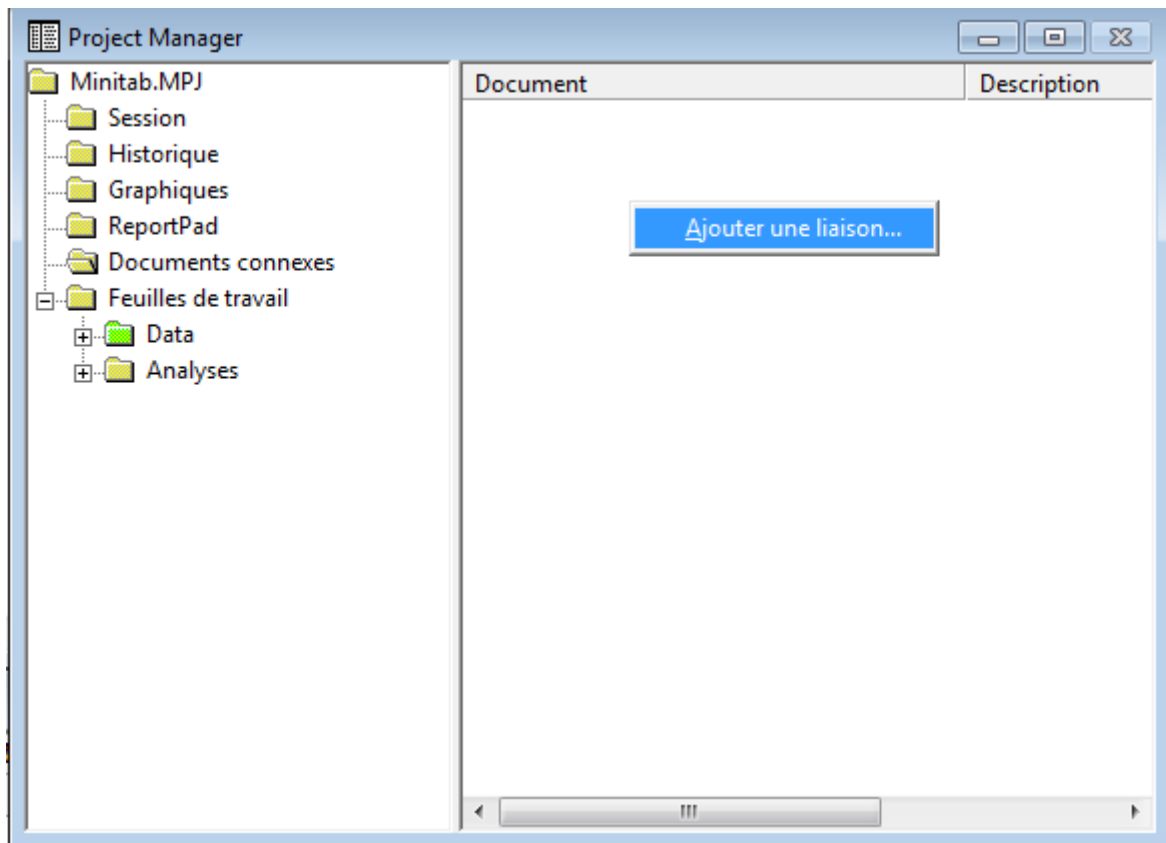 Project Manager
Minitab.MPJ
Session
Historique
Graphiques
ReportPad
Documents connexes
Feuilles de travail
Data
Analyses
Document Description
Ajouter une liaison...